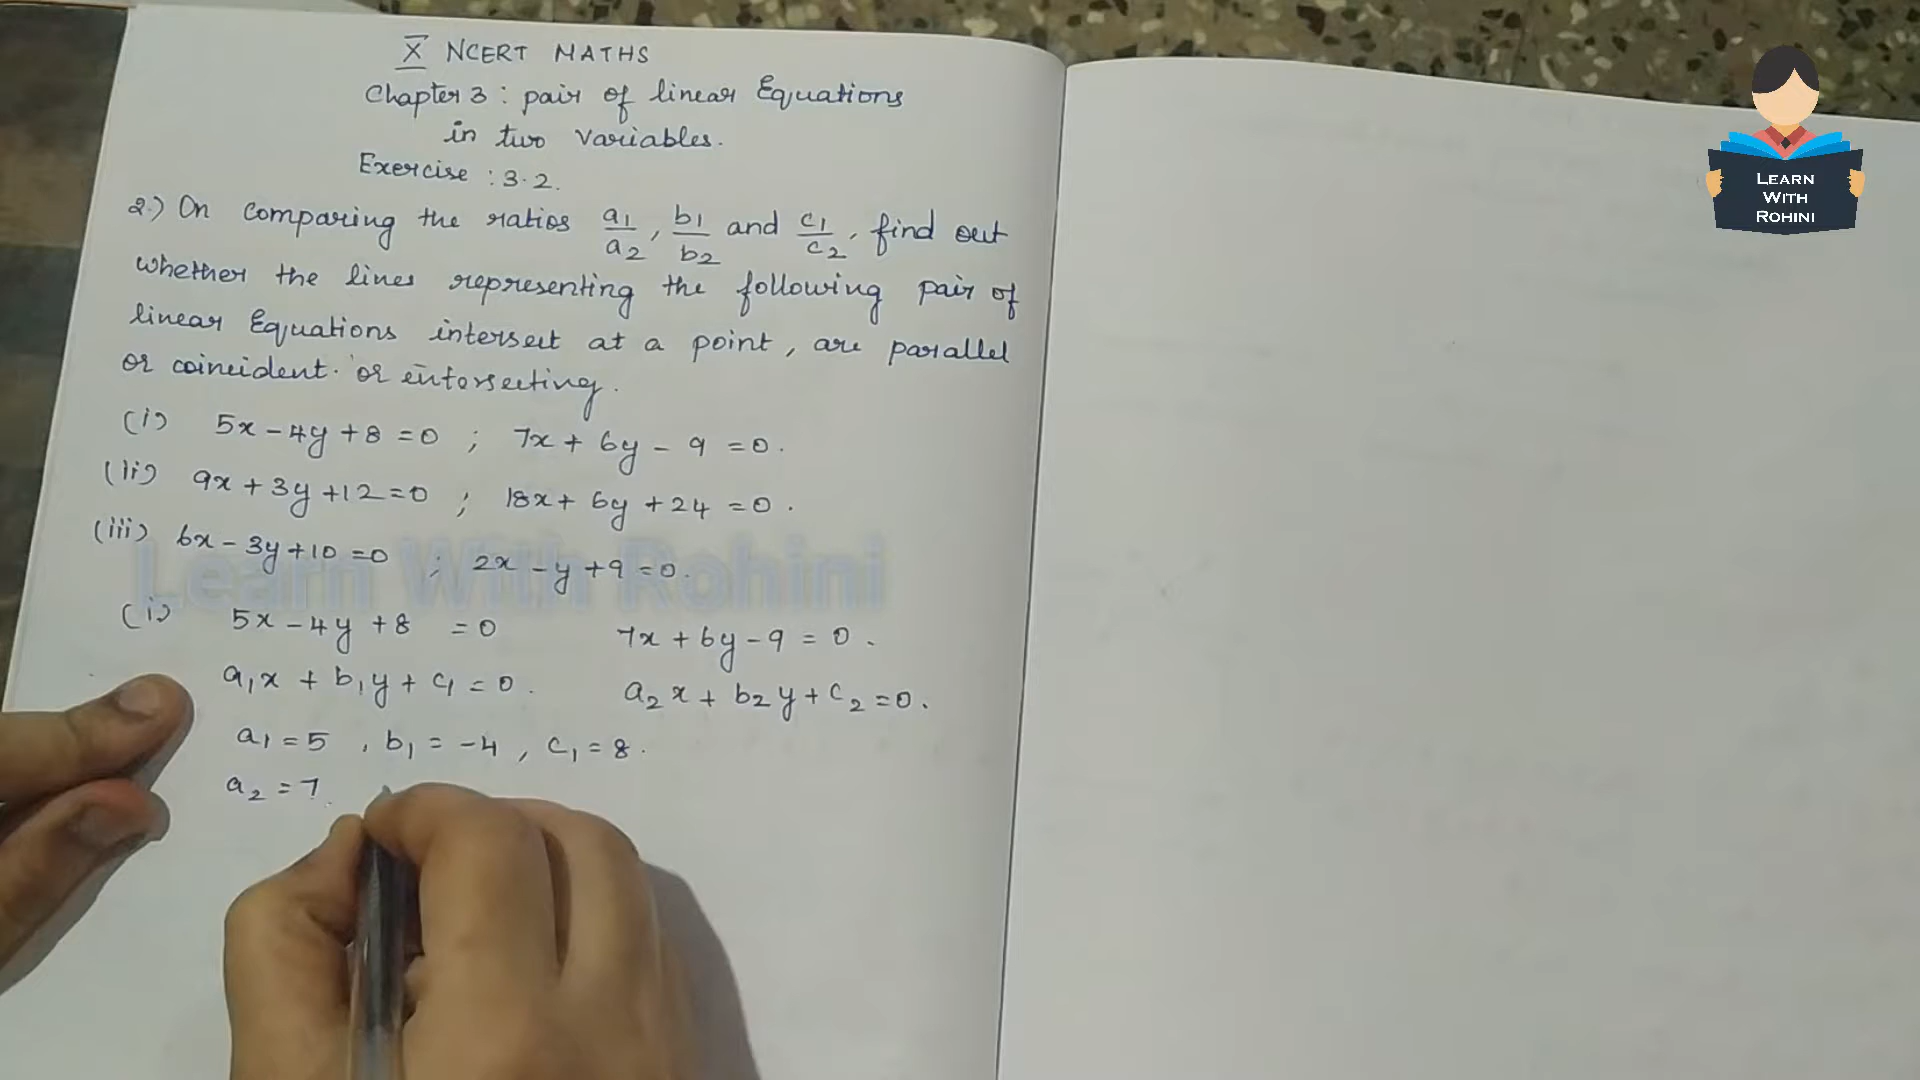 X NCERT MATHS
Chapter 3 : pair of linear Equations
in two variables.
Exercise : 3.2.
2.) On comparing the ratios a1/a2, b1/b2 and c1/c2, find out
whether the lines representing the following pair of
linear Equations intersect at a point, are parallel
or coincident. or intersecting.
(i) 5x - 4y + 8 = 0 ; 7x + 6y - 9 = 0.
(ii) 9x + 3y + 12 = 0 ; 18x + 6y + 24 = 0.
(iii) 6x - 3y + 10 = 0 ; 2x - y + 9 = 0.
Learn With Rohini
(i) 5x - 4y + 8 = 0 7x + 6y - 9 = 0.
a1x + b1y + c1 = 0. a2x + b2y + c2 = 0.
a1 = 5, b1 = -4, c1 = 8.
a2 = 7
LEARN
WITH
ROHINI